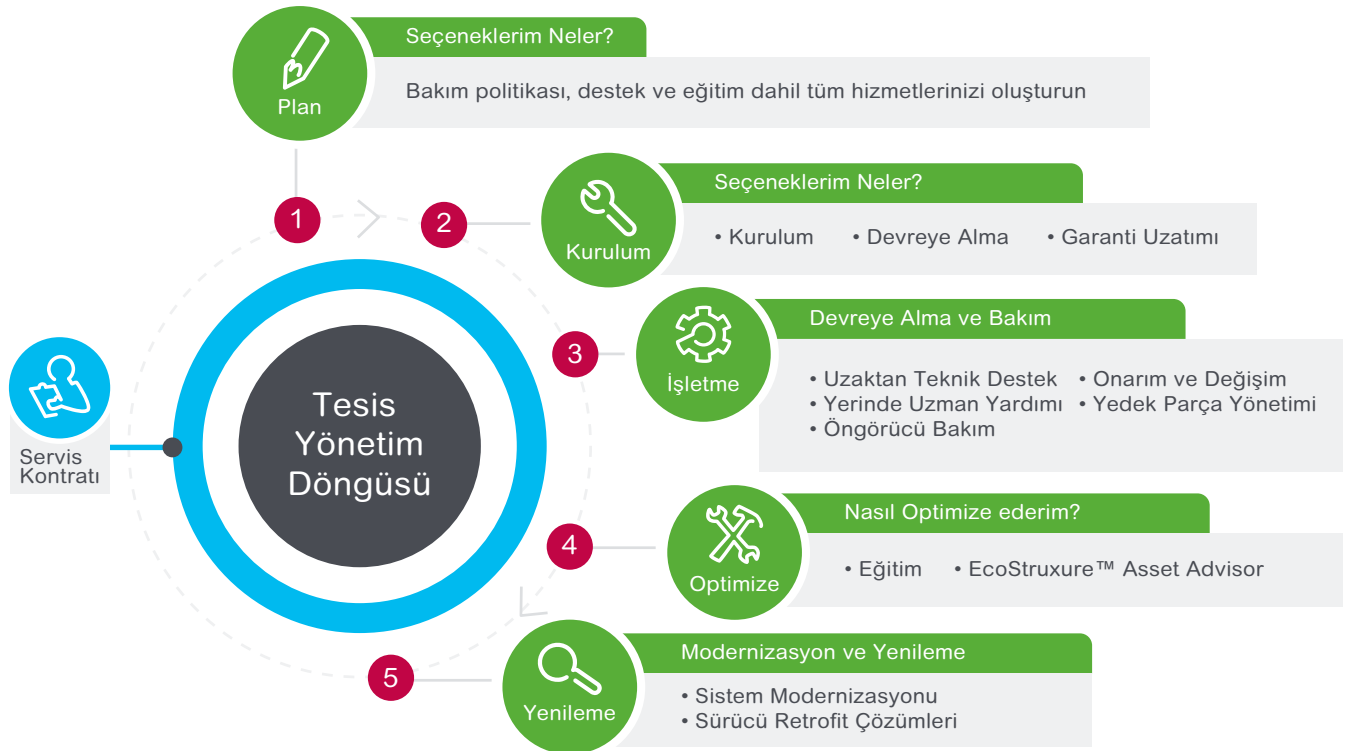 Seçeneklerim Neler?
Plan
Bakım politikası, destek ve eğitim dahil tüm hizmetlerinizi oluşturun
1
2
Seçeneklerim Neler?
Kurulum
• Kurulum • Devreye Alma • Garanti Uzatımı
3
Devreye Alma ve Bakım
İşletme
• Uzaktan Teknik Destek • Onarım ve Değişim
• Yerinde Uzman Yardımı • Yedek Parça Yönetimi
• Öngörücü Bakım
Tesis
Yönetim
Döngüsü
Servis
Kontratı
4
Nasıl Optimize ederim?
Optimize
• Eğitim • EcoStruxure™ Asset Advisor
5
Modernizasyon ve Yenileme
Yenileme
• Sistem Modernizasyonu
• Sürücü Retrofit Çözümleri